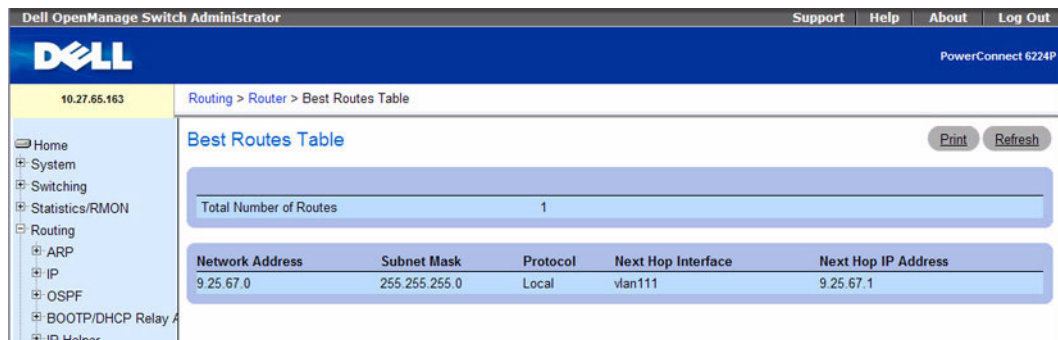 Dell OpenManage Switch Administrator
Support Help About Log Out
DELL
PowerConnect 6224P
10.27.65.163
Routing > Router > Best Routes Table
Home
System
Switching
Statistics/RMON
Routing
ARP
IP
OSPF
BOOTP/DHCP Relay A
IP Helper
Best Routes Table
Print Refresh
Total Number of Routes 1
Network Address Subnet Mask Protocol Next Hop Interface Next Hop IP Address
9.25.67.0 255.255.255.0 Local vlan111 9.25.67.1